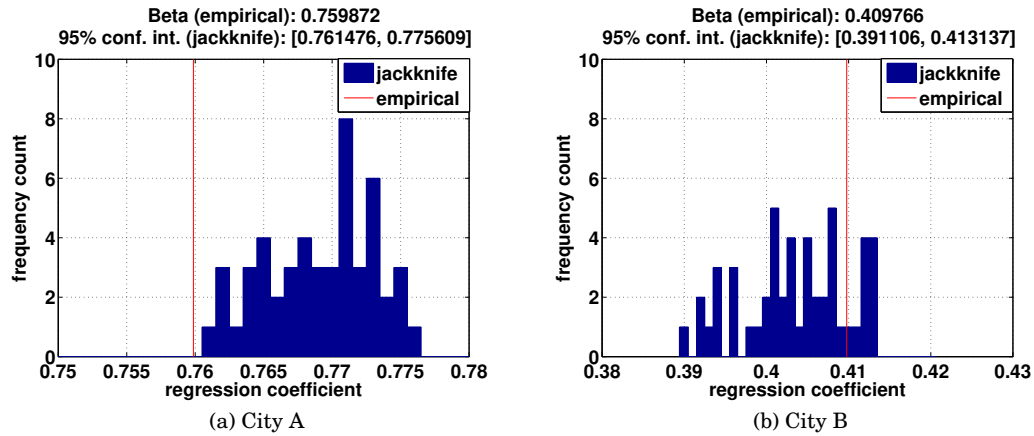 Beta (empirical): 0.759872
95% conf. int. (jackknife): [0.761476, 0.775609]
10
8
6
4
2
0
frequency count
jackknife
empirical
0.75
0.755
0.76
0.765
0.77
0.775
0.78
regression coefficient
(a) City A
Beta (empirical): 0.409766
95% conf. int. (jackknife): [0.391106, 0.413137]
10
8
6
4
2
0
frequency count
jackknife
empirical
0.38
0.39
0.4
0.41
0.42
0.43
regression coefficient
(b) City B